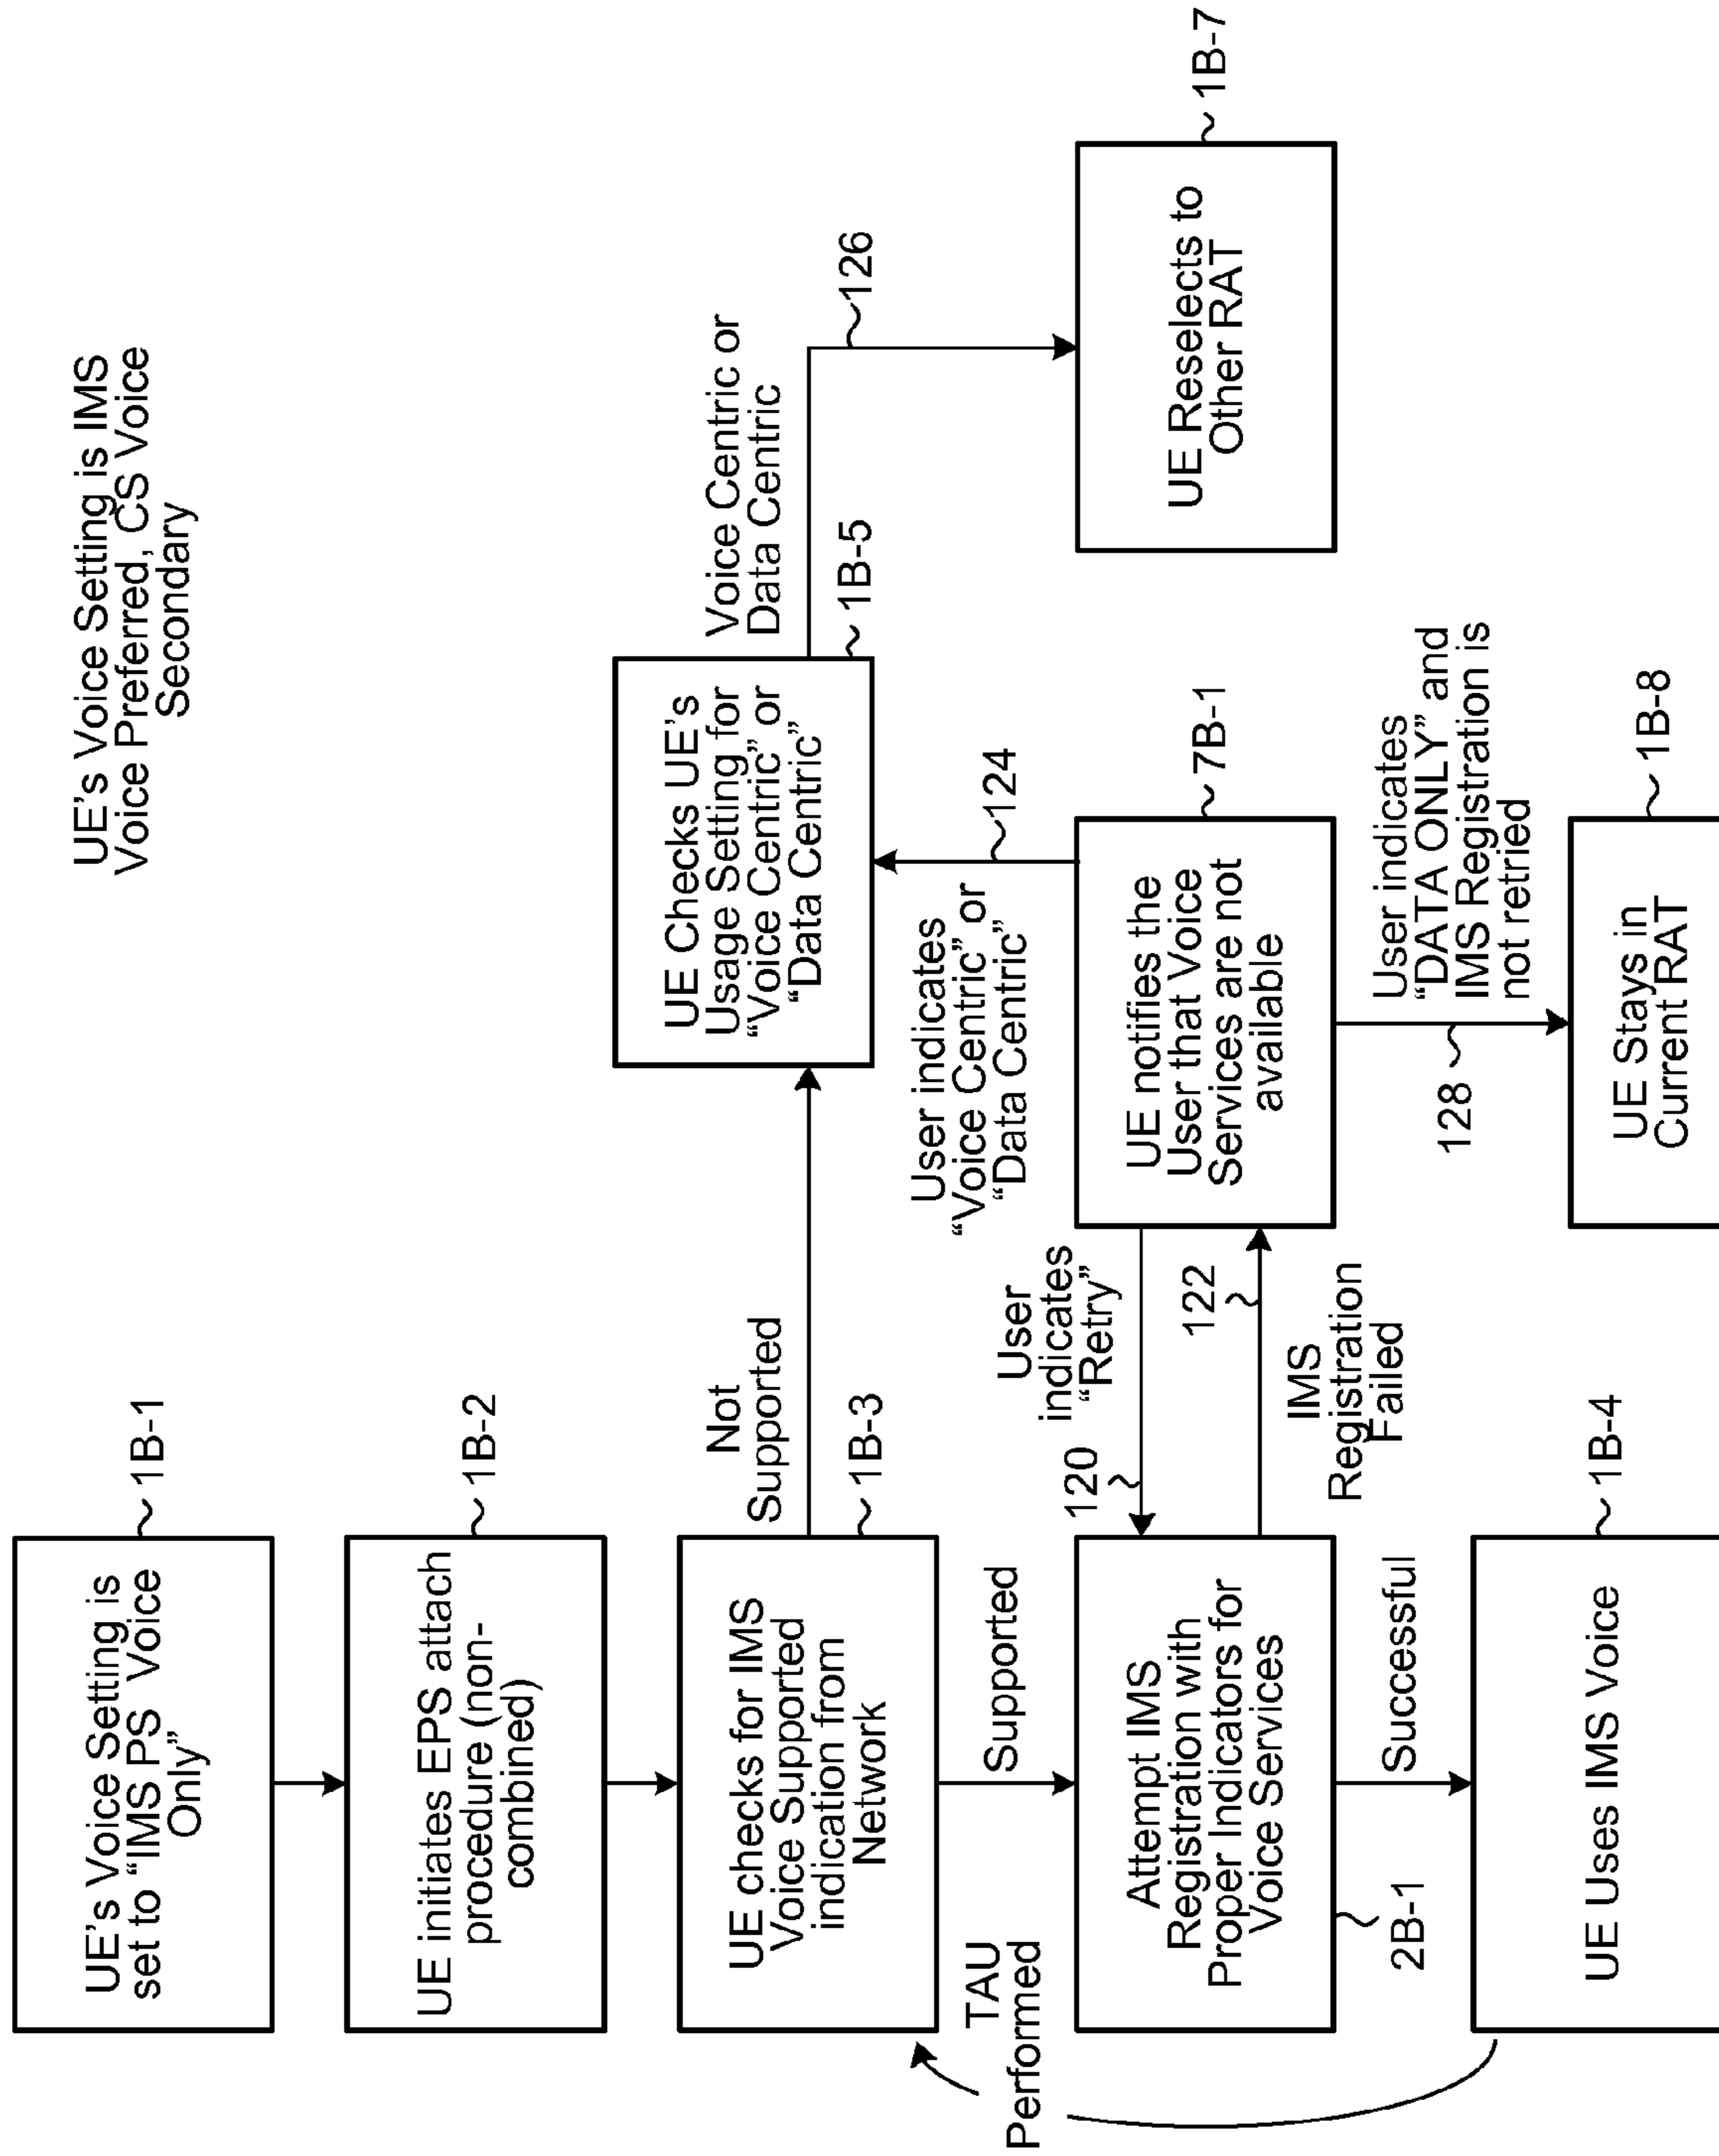 UE's Voice Setting is IMS
Voice Preferred, CS Voice
Secondary
UE's Voice Setting is
set to “IMS PS Voice
Only”
1B-1
UE initiates EPS attach
procedure (non-
combined)
1B-2
UE checks for IMS
Voice Supported
indication from
Network
1B-3
Not
Supported
UE Checks UE's
Usage Setting for
“Voice Centric” or
“Data Centric”
1B-5
Voice Centric or
Data Centric
126
TAU
Performed
Supported
User
indicates
“Retry”
120
User indicates
“Voice Centric” or
“Data Centric”
124
Attempt IMS
Registration with
Proper Indicators for
Voice Services
2B-1
122
IMS
Registration
Failed
UE notifies the
User that Voice
Services are not
available
7B-1
UE Reselects to
Other RAT
1B-7
Successful
128
User indicates
“DATA ONLY” and
IMS Registration is
not retried
UE Uses IMS Voice
1B-4
UE Stays in
Current RAT
1B-8